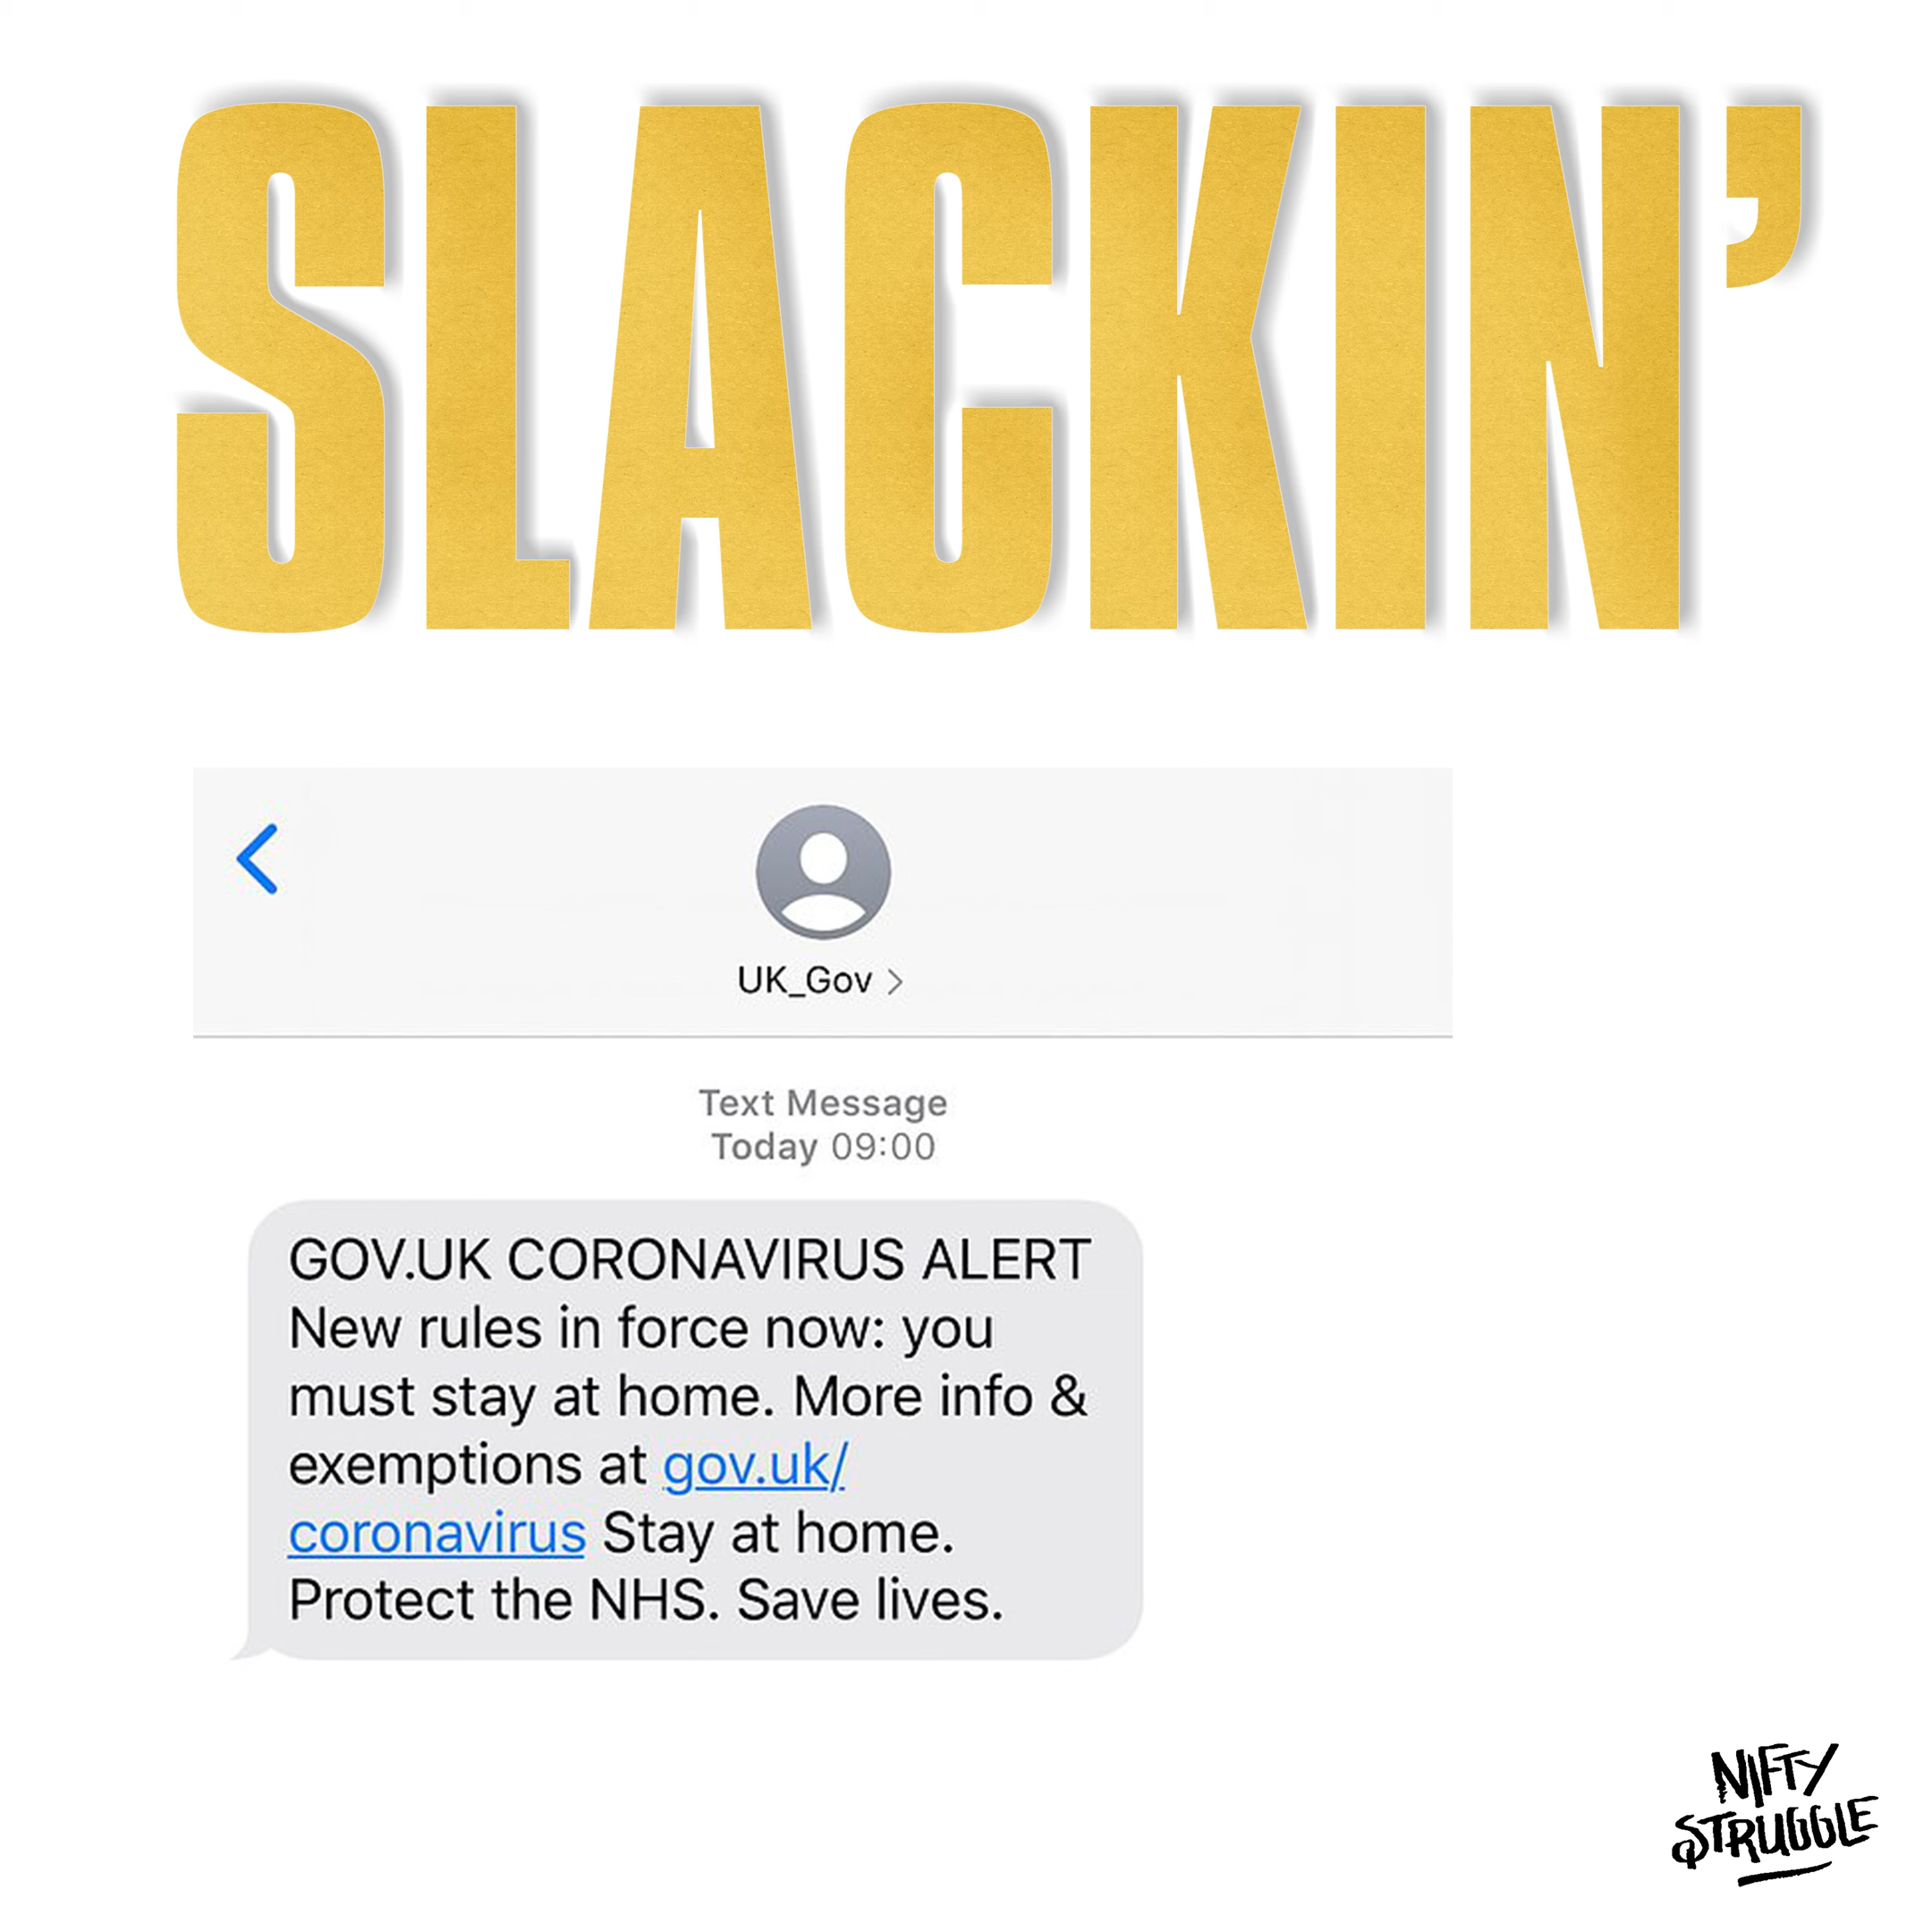 SLACKIN’
UK_Gov >
Text Message
Today 09:00
GOV.UK CORONAVIRUS ALERT
New rules in force now: you
must stay at home. More info &
exemptions at gov.uk/
coronavirus Stay at home.
Protect the NHS. Save lives.
NIFTY
STRUGGLE